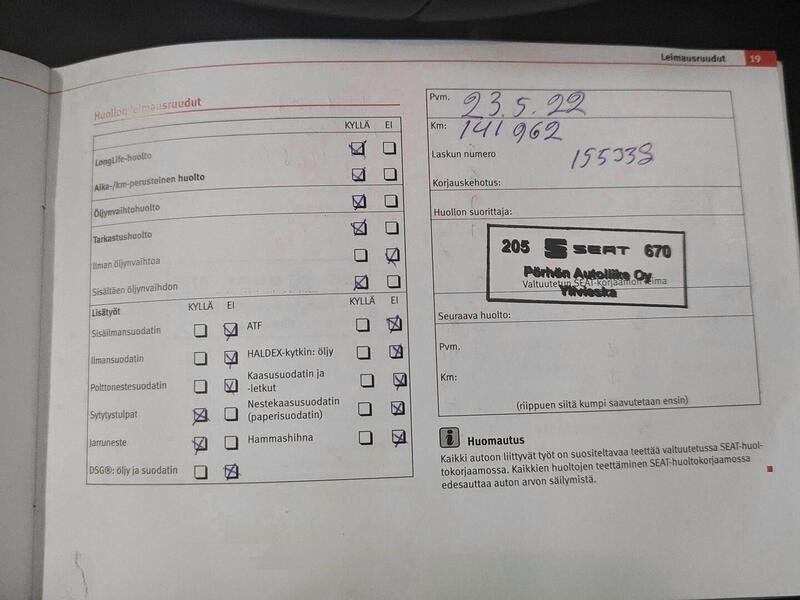 Leimausruudut 19
Huollon leimausruudut
KYLLÄ EI
LongLife-huolto
Aika-/km-perusteinen huolto
Öljynvaihtohuolto
Tarkastushuolto
Ilman öljynvaihtoa
Sisältäen öljynvaihdon
Lisätyöt KYLLÄ EI KYLLÄ EI
Sisäilmansuodatin ATF
Ilmansuodatin HALDEX-kytkin: öljy
Polttonestesuodatin Kaasusuodatin ja
-letkut
Sytytystulpat Nestekaasusuodatin
(paperisuodatin)
Jarruneste Hammashihna
DSG®: öljy ja suodatin
Pvm. 23.5.22
Km: 141 962
Laskun numero 155338
Korjauskehotus:
Huollon suorittaja:
205 SEAT 670
Pörhön Autoliike Oy
Valtuutetun SEAT-korjaamon leima
Ylivieska
Seuraava huolto:
Pvm.
Km:
(riippuen siitä kumpi saavutetaan ensin)
i Huomautus
Kaikki autoon liittyvät työt on suositeltavaa teettää valtuutetussa SEAT-huol-
tokorjaamossa. Kaikkien huoltojen teettäminen SEAT-huoltokorjaamossa
edesauttaa auton arvon säilymistä.